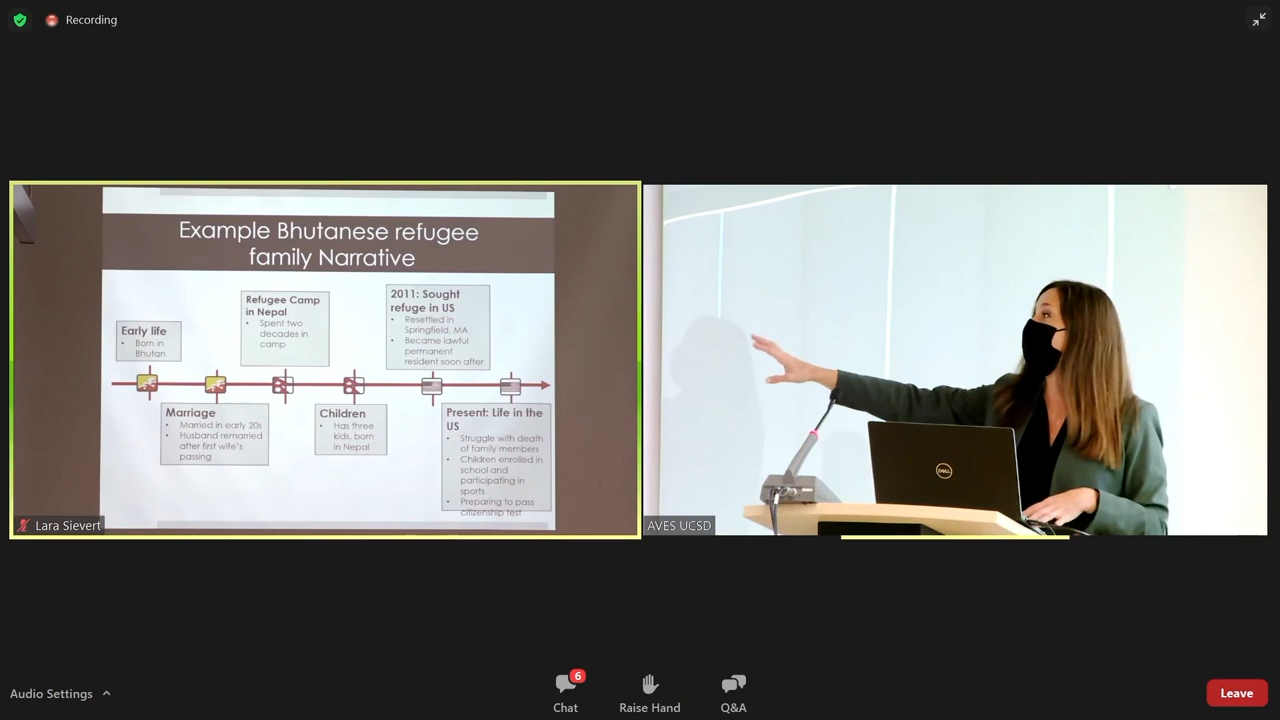 Recording
Example Bhutanese refugee
family Narrative
Early life
• Born in
Bhutan
Marriage
• Married in early 20s
• Husband remarried
after first wife's
passing
Refugee Camp
in Nepal
• Spent two
decades in
camp
Children
• Has three
kids, born
in Nepal
2011: Sought
refuge in US
• Resettled in
Springfield, MA
• Became lawful
permanent
resident soon after
Present: Life in the
US
• Struggle with death
of family members
• Children enrolled in
school and
participating in
sports
• Preparing to pass
citizenship test
Lara Sievert
DELL
AVES UCSD
Audio Settings
6
Chat
Raise Hand
Q&A
Leave